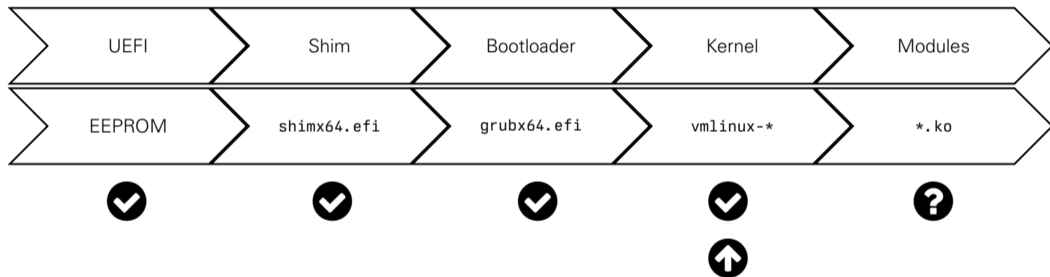 UEFI Shim Bootloader Kernel Modules
EEPROM shimx64.efi grubx64.efi vmlinux-* *.ko
?